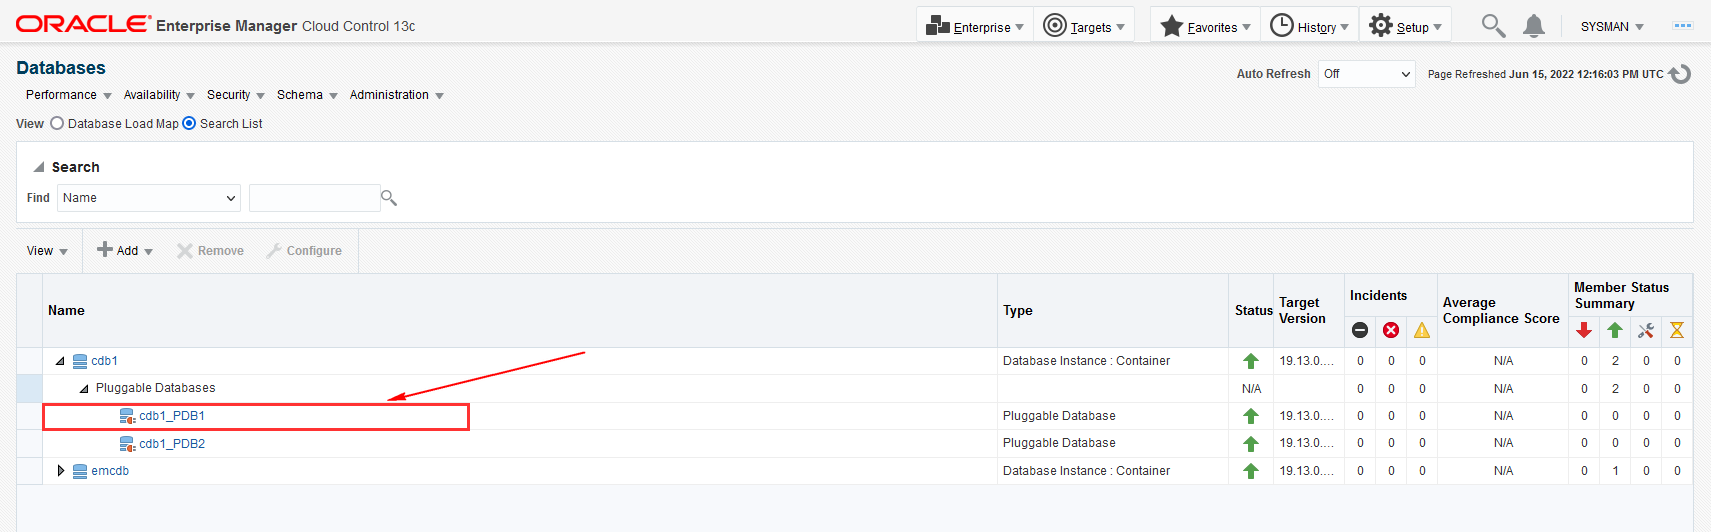 ORACLE Enterprise Manager Cloud Control 13c Enterprise Targets Favorites History Setup SYSMAN
Databases
Auto Refresh Off Page Refreshed Jun 15, 2022 12:16:03 PM UTC
Performance Availability Security Schema Administration
View Database Load Map Search List
Search
Find Name
View Add Remove Configure
Name Type Status Target Version Incidents Average Compliance Score Member Status Summary
cdb1 Database Instance : Container 19.13.0.... 0 0 0 N/A 0 2 0 0
Pluggable Databases N/A 0 0 0 N/A 0 2 0 0
cdb1_PDB1 Pluggable Database 19.13.0.... 0 0 0 N/A 0 0 0 0
cdb1_PDB2 Pluggable Database 19.13.0.... 0 0 0 N/A 0 0 0 0
emcdb Database Instance : Container 19.13.0.... 0 0 0 N/A 0 1 0 0